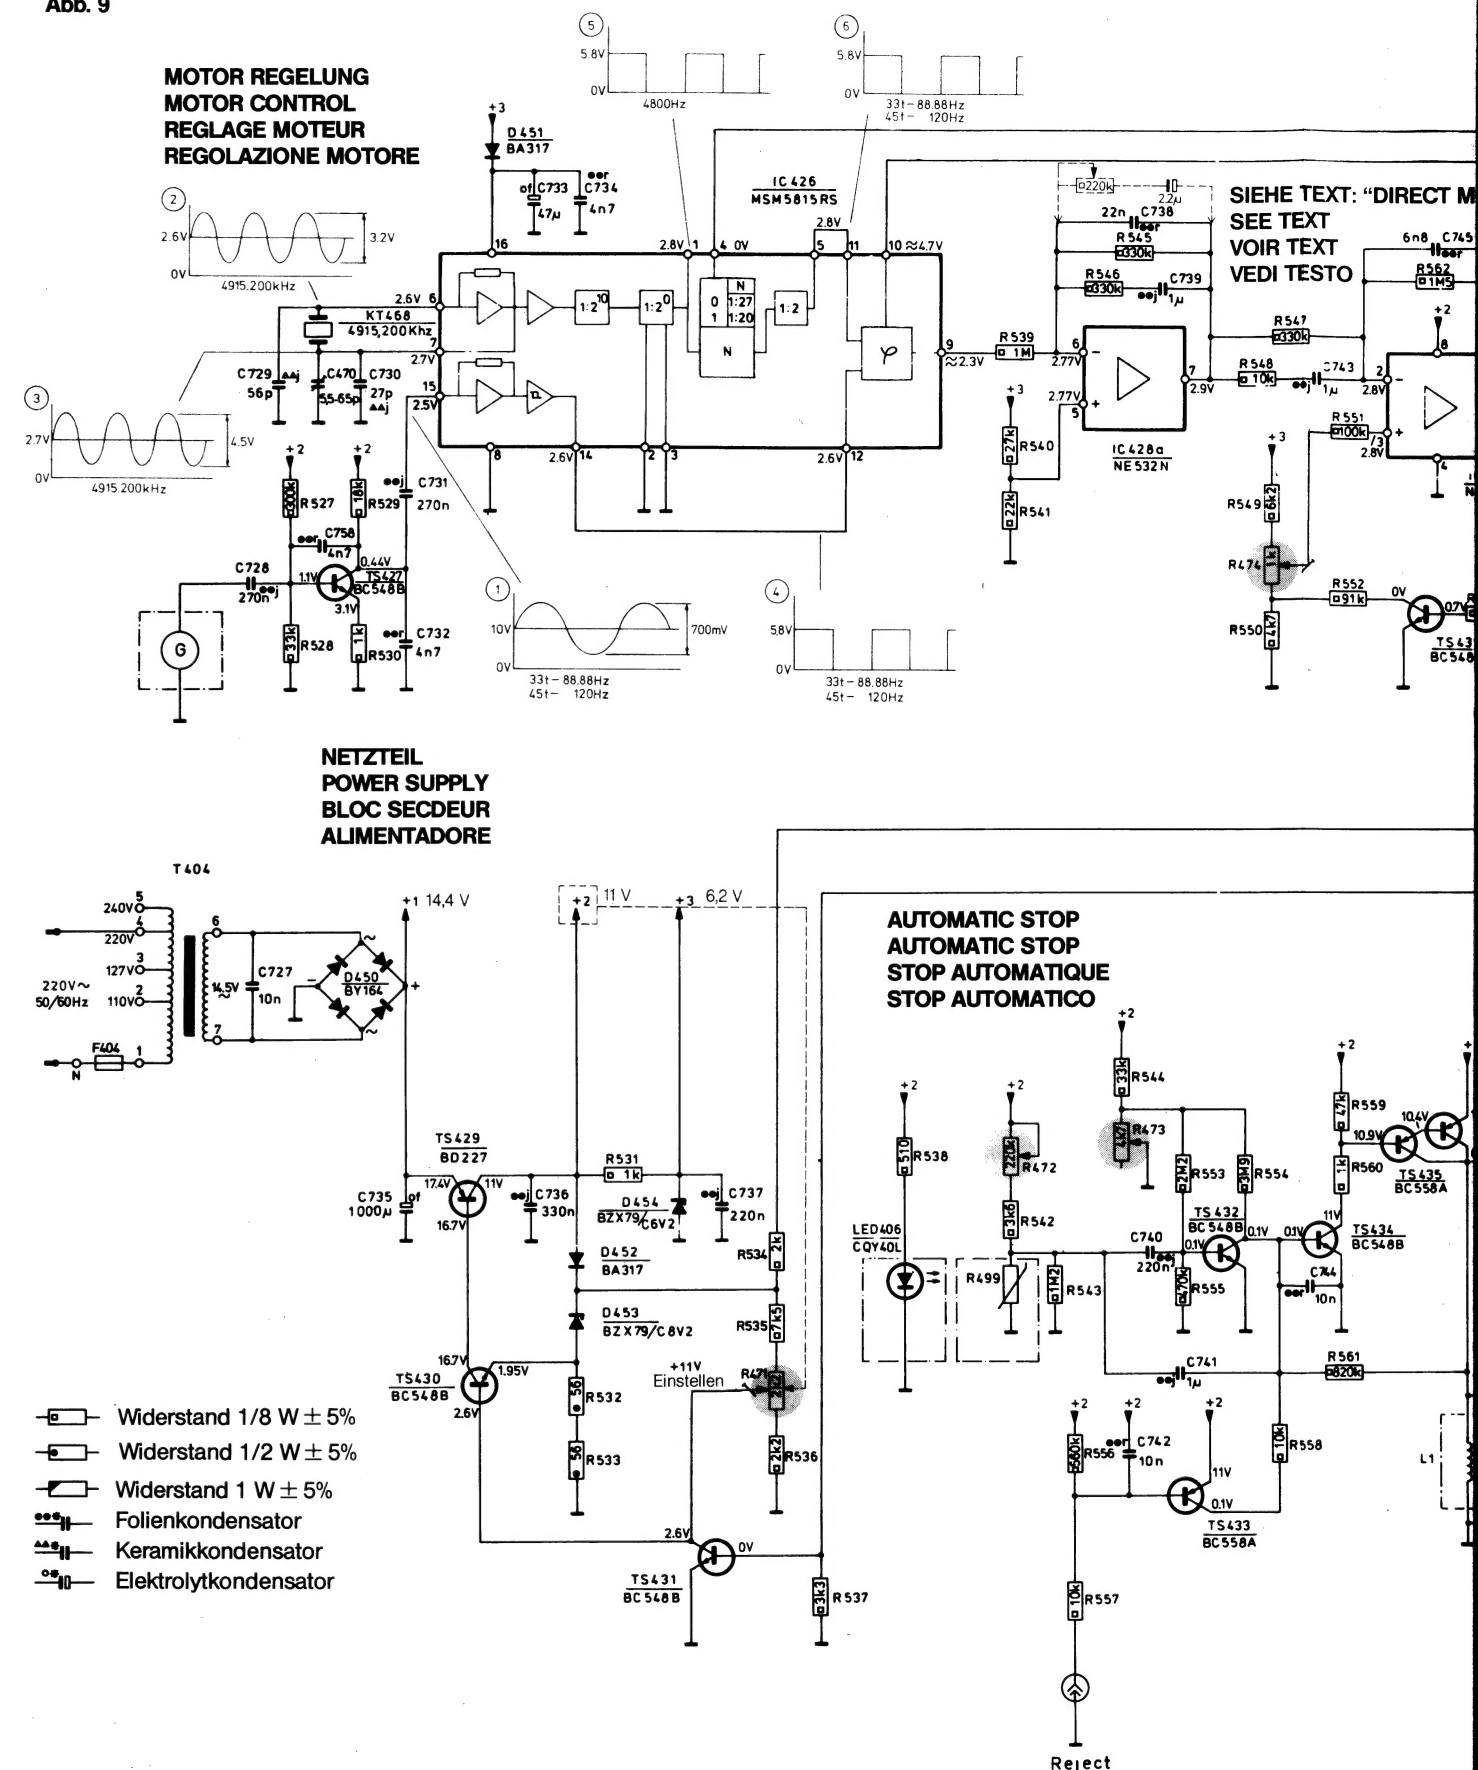 Abb. 9
MOTOR REGELUNG
MOTOR CONTROL
REGLAGE MOTEUR
REGOLAZIONE MOTORE
5
5.8V
0V
4800Hz
6
5.8V
0V
33t-88.88Hz
45t- 120Hz
+3
D451
BA317
of C733
47µ
C734
4n7
IC426
MSM5815RS
2.8V
220k
2.2µ
22n C738
R545
330k
R546
330k
C739
1µ
SIEHE TEXT: “DIRECT M
SEE TEXT
VOIR TEXT
VEDI TESTO
6n8 C745
R562
1M5
2
2.6V
0V
3.2V
4915.200kHz
16
2.8V 1
4 0V
5
11
10 ≈4.7V
2.6V 6
KT468
4915,200Khz
7
2.7V
15
2.5V
1:2¹⁰
1:2⁰
N
0 1:27
1 1:20
N
1:2
φ
9
≈2.3V
R539
1M
6
2.77V
2.77V
5
7
2.9V
IC428a
NE532N
R547
330k
R548
10k
C743
1µ
+2
8
2
2.8V
R551
100k
/3
2.8V
4
C729
56p
C470
5,5-65p
C730
27p
3
2.7V
0V
4.5V
4915.200kHz
8
2.6V 14
2
3
2.6V 12
+3
27k
R540
22k
R541
+3
R549
6k2
R474
1k
R550
4k7
R552
91k
0V
0.7V
TS43
BC548
+2
300k
R527
+2
18k
R529
C731
270n
C758
4n7
C728
270n
1.1V
0.44V
TS427
BC548B
3.1V
33k
R528
1k
R530
C732
4n7
G
1
10V
0V
700mV
33t-88.88Hz
45t- 120Hz
4
5.8V
0V
33t-88.88Hz
45t- 120Hz
NETZTEIL
POWER SUPPLY
BLOC SECDEUR
ALIMENTADORE
T404
5
240V
4
220V
3
127V
2
110V
220V~
50/60Hz
F404
1
N
6
14.5V
~
7
C727
10n
D450
BY164
~
~
-
+
+1 14,4 V
+2
11 V
+3
6,2 V
AUTOMATIC STOP
AUTOMATIC STOP
STOP AUTOMATIQUE
STOP AUTOMATICO
TS429
BD227
17.4V
11V
16.7V
C735
1000µ
of
C736
330n
R531
1k
D454
BZX79/C6V2
C737
220n
D452
BA317
D453
BZX79/C8V2
R534
2k
R535
7k5
+11V
Einstellen
R471
2k2
2k2
R536
16.7V
1.95V
TS430
BC548B
2.6V
56
R532
56
R533
2.6V
0V
TS431
BC548B
3k3
R537
+2
510
R538
LED406
CQY40L
+2
220k
R472
3k6
R542
R499
1M2
R543
+2
33k
R544
4k7
R473
2M2
R553
3M9
R554
TS432
BC548B
C740
220n
0.1V
0.1V
470k
R555
C741
1µ
+2
47k
R559
10.9V
10.4V
1k
R560
TS435
BC558A
11V
0.1V
TS434
BC548B
C744
10n
R561
820k
+2
560k
R556
+2
C742
10n
+2
11V
0.1V
TS433
BC558A
10k
R558
L1
10k
R557
Reject
Widerstand 1/8 W ± 5%
Widerstand 1/2 W ± 5%
Widerstand 1 W ± 5%
Folienkondensator
Keramikkondensator
Elektrolytkondensator